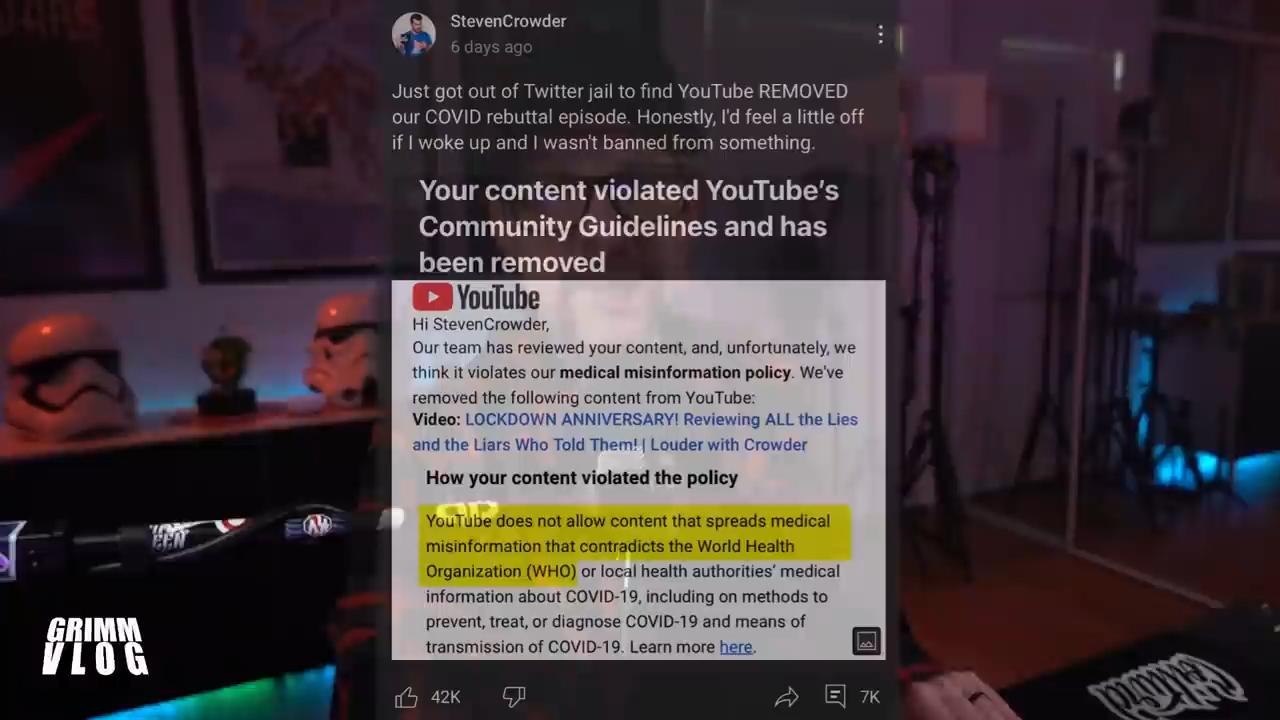 StevenCrowder
6 days ago
Just got out of Twitter jail to find YouTube REMOVED
our COVID rebuttal episode. Honestly, I'd feel a little off
if I woke up and I wasn't banned from something.
Your content violated YouTube's
Community Guidelines and has
been removed
YouTube
Hi StevenCrowder,
Our team has reviewed your content, and, unfortunately, we
think it violates our medical misinformation policy. We've
removed the following content from YouTube:
Video: LOCKDOWN ANNIVERSARY! Reviewing ALL the Lies
and the Liars Who Told Them! | Louder with Crowder
How your content violated the policy
YouTube does not allow content that spreads medical
misinformation that contradicts the World Health
Organization (WHO) or local health authorities' medical
information about COVID-19, including on methods to
prevent, treat, or diagnose COVID-19 and means of
transmission of COVID-19. Learn more here.
42K
7K
GRIMM
VLOG